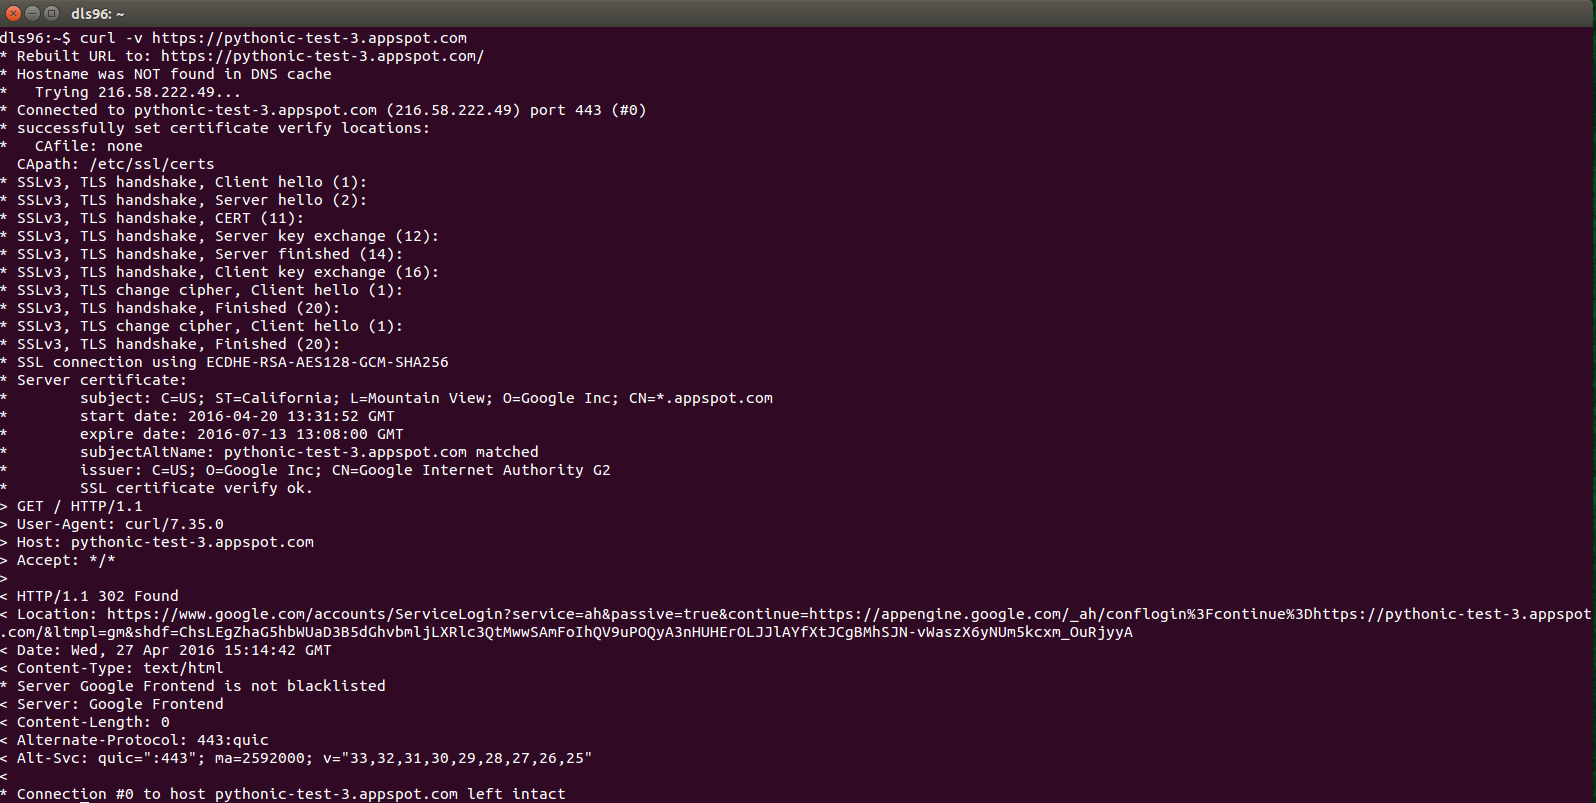 dls96: ~
dls96:~$ curl -v https://pythonic-test-3.appspot.com
* Rebuilt URL to: https://pythonic-test-3.appspot.com/
* Hostname was NOT found in DNS cache
*   Trying 216.58.222.49...
* Connected to pythonic-test-3.appspot.com (216.58.222.49) port 443 (#0)
* successfully set certificate verify locations:
*   CAfile: none
  CApath: /etc/ssl/certs
* SSLv3, TLS handshake, Client hello (1):
* SSLv3, TLS handshake, Server hello (2):
* SSLv3, TLS handshake, CERT (11):
* SSLv3, TLS handshake, Server key exchange (12):
* SSLv3, TLS handshake, Server finished (14):
* SSLv3, TLS handshake, Client key exchange (16):
* SSLv3, TLS change cipher, Client hello (1):
* SSLv3, TLS handshake, Finished (20):
* SSLv3, TLS change cipher, Client hello (1):
* SSLv3, TLS handshake, Finished (20):
* SSL connection using ECDHE-RSA-AES128-GCM-SHA256
* Server certificate:
*        subject: C=US; ST=California; L=Mountain View; O=Google Inc; CN=*.appspot.com
*        start date: 2016-04-20 13:31:52 GMT
*        expire date: 2016-07-13 13:08:00 GMT
*        subjectAltName: pythonic-test-3.appspot.com matched
*        issuer: C=US; O=Google Inc; CN=Google Internet Authority G2
*        SSL certificate verify ok.
> GET / HTTP/1.1
> User-Agent: curl/7.35.0
> Host: pythonic-test-3.appspot.com
> Accept: */*
>
< HTTP/1.1 302 Found
< Location: https://www.google.com/accounts/ServiceLogin?service=ah&passive=true&continue=https://appengine.google.com/_ah/conflogin%3Fcontinue%3Dhttps://pythonic-test-3.appspot
.com/&ltmpl=gm&shdf=ChsLEgZhaG5hbWUaD3B5dGhvbmljLXRlc3QtMwwSAmFoIhQV9uPOQyA3nHUHErOLJJlAYfXtJCgBMhSJN-vWaszX6yNUm5kcxm_OuRjyyA
< Date: Wed, 27 Apr 2016 15:14:42 GMT
< Content-Type: text/html
* Server Google Frontend is not blacklisted
< Server: Google Frontend
< Content-Length: 0
< Alternate-Protocol: 443:quic
< Alt-Svc: quic=":443"; ma=2592000; v="33,32,31,30,29,28,27,26,25"
<
* Connection #0 to host pythonic-test-3.appspot.com left intact